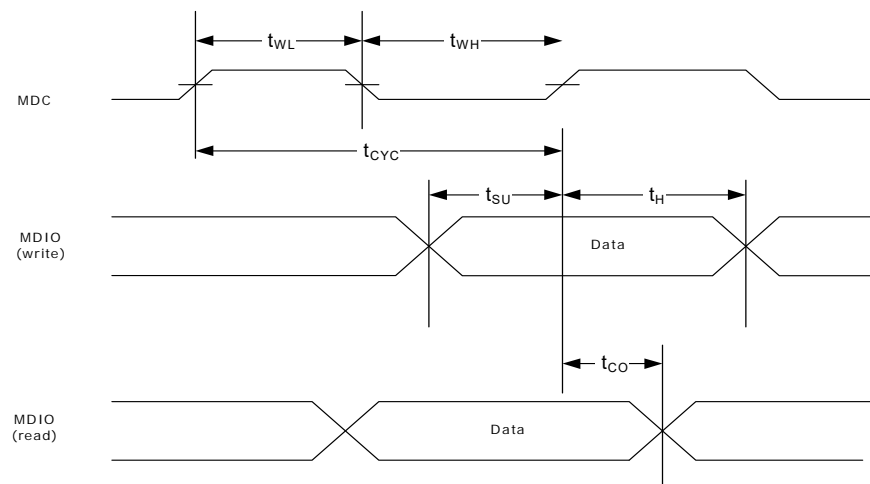 tWL
tWH
MDC
tCYC
tSU
tH
MDIO
(write)
Data
tCO
MDIO
(read)
Data